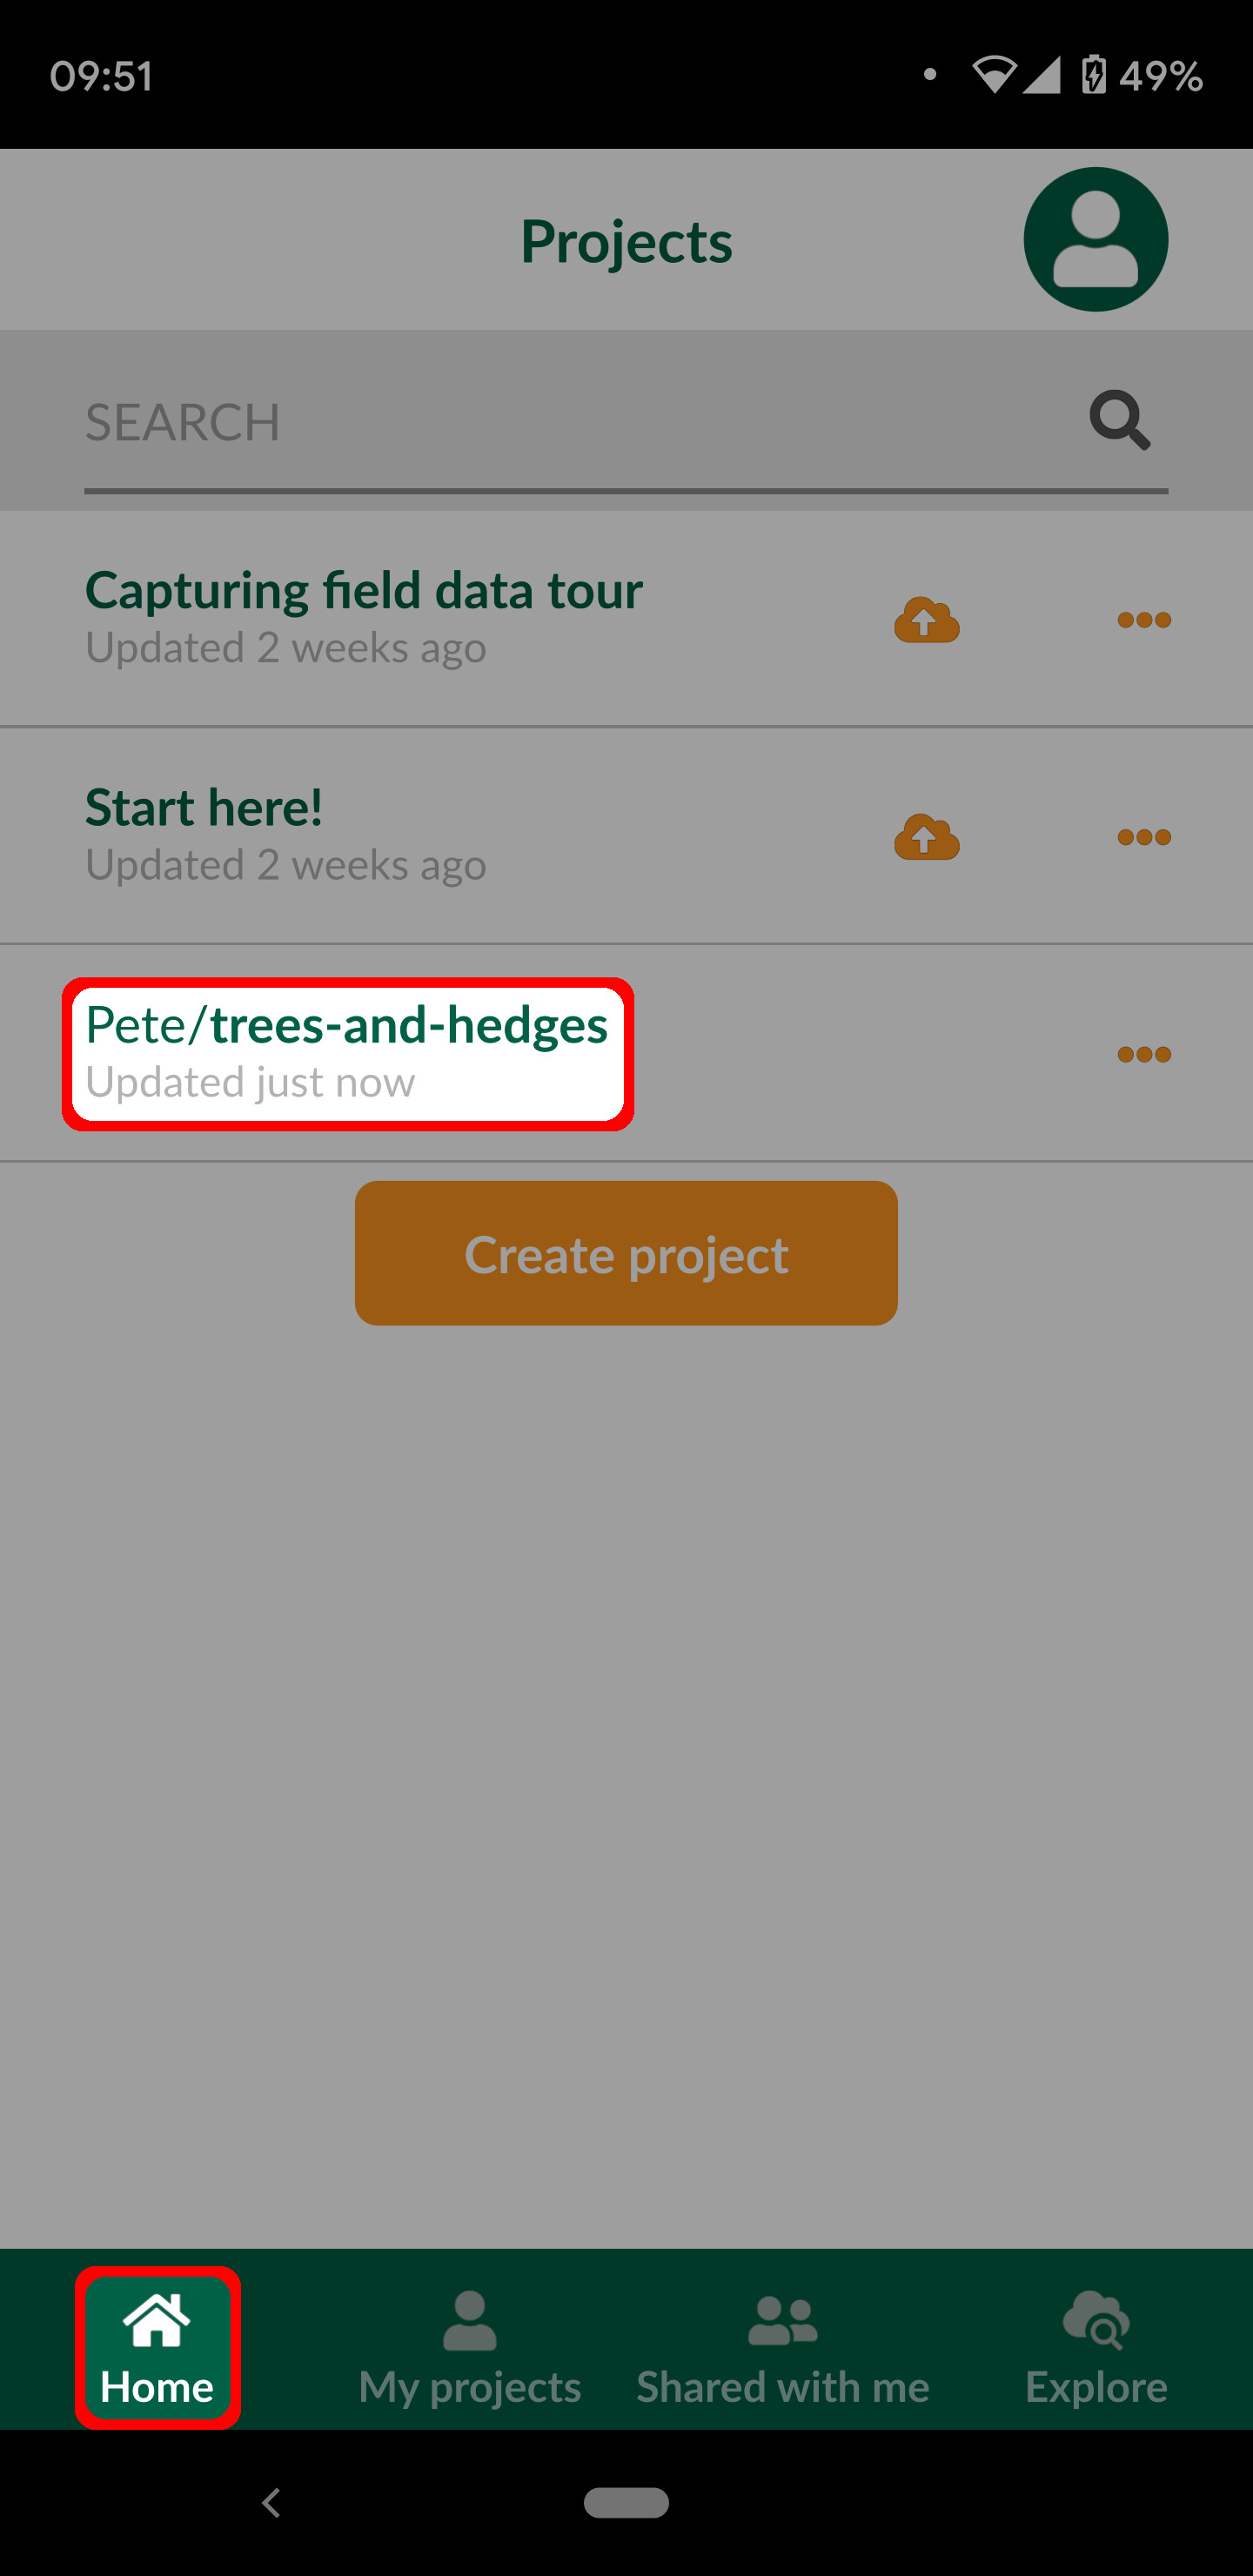 09:51
49%
Projects
SEARCH
Capturing field data tour
Updated 2 weeks ago
Start here!
Updated 2 weeks ago
Pete/trees-and-hedges
Updated just now
Create project
Home
My projects
Shared with me
Explore